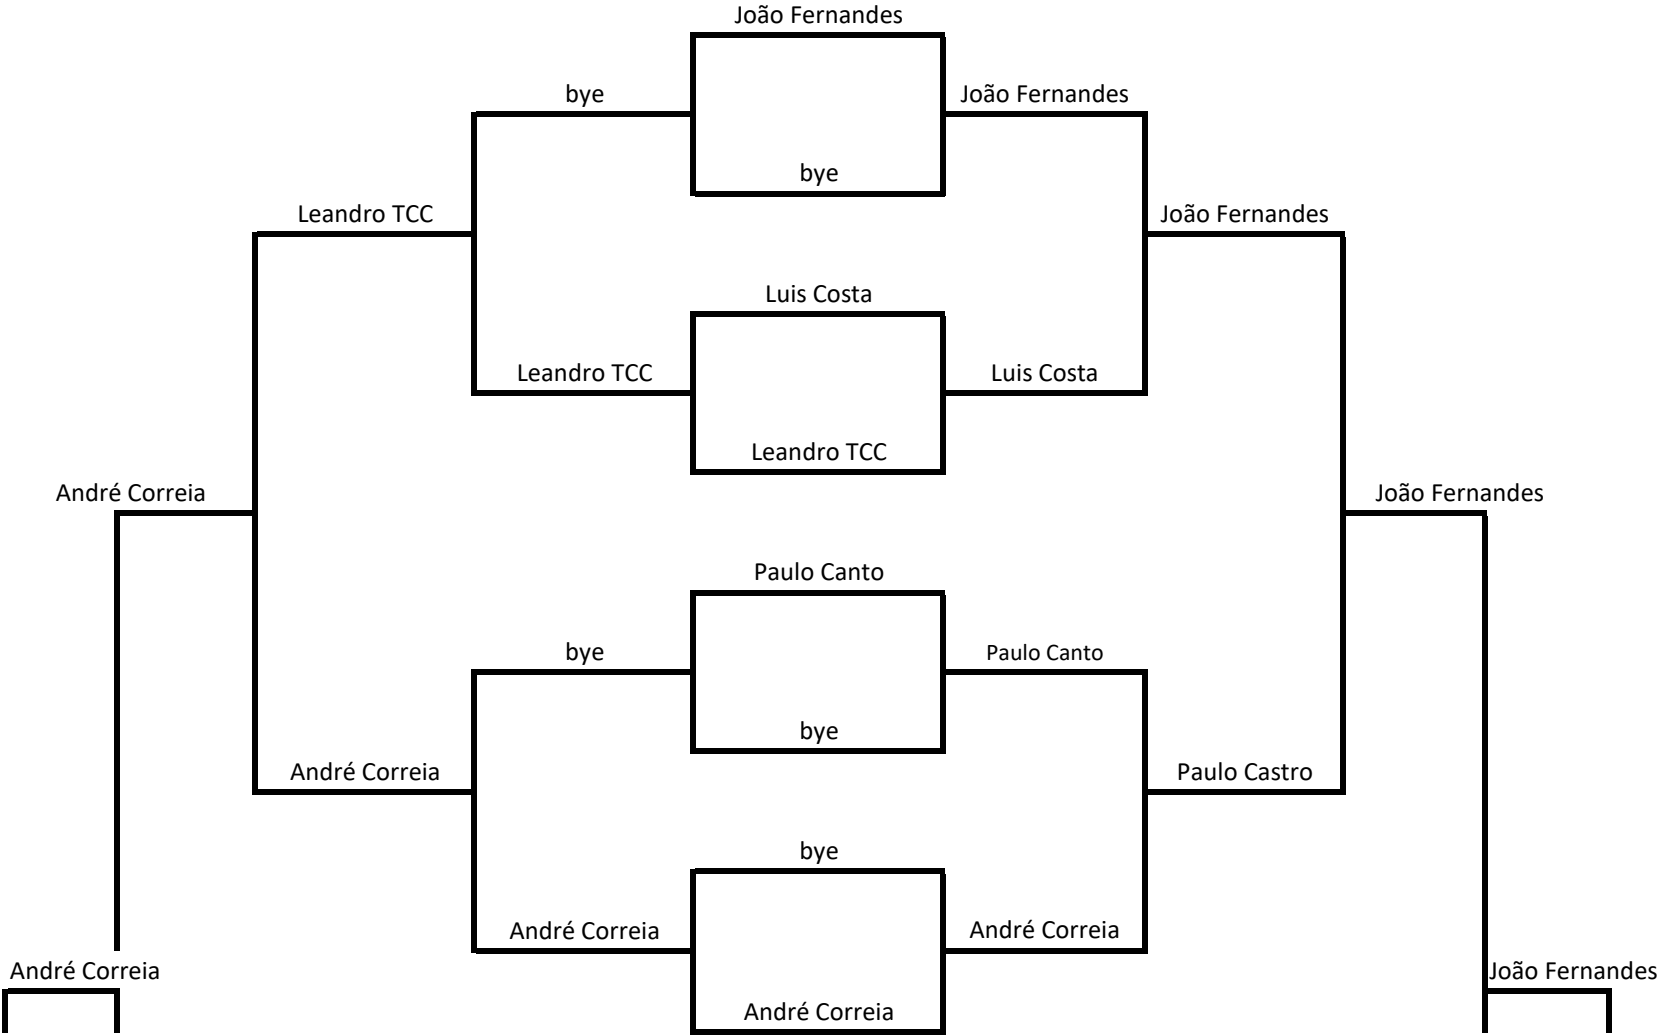 João Fernandes
bye
João Fernandes
bye
Leandro TCC
João Fernandes
Luis Costa
Leandro TCC
Luis Costa
Leandro TCC
André Correia
João Fernandes
Paulo Canto
bye
Paulo Canto
bye
André Correia
Paulo Castro
bye
André Correia
André Correia
André Correia
João Fernandes
André Correia